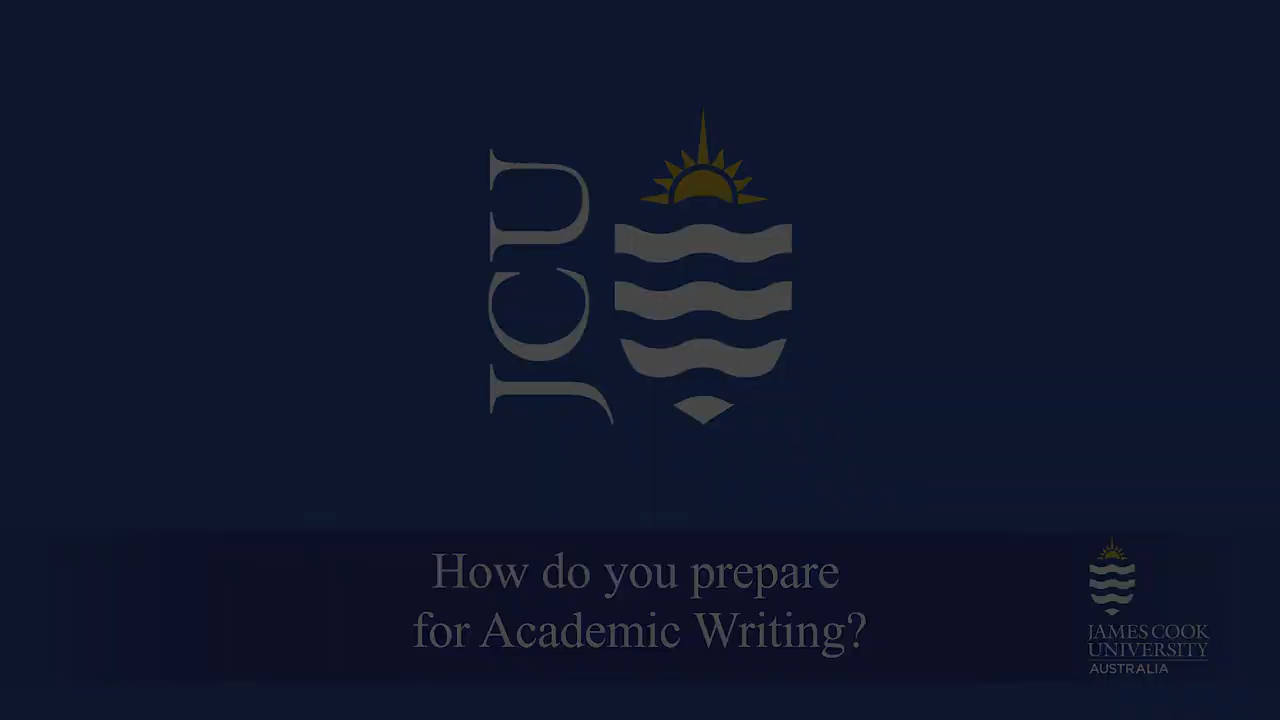 JCU
How do you prepare
for Academic Writing?
JAMES COOK
UNIVERSITY
AUSTRALIA